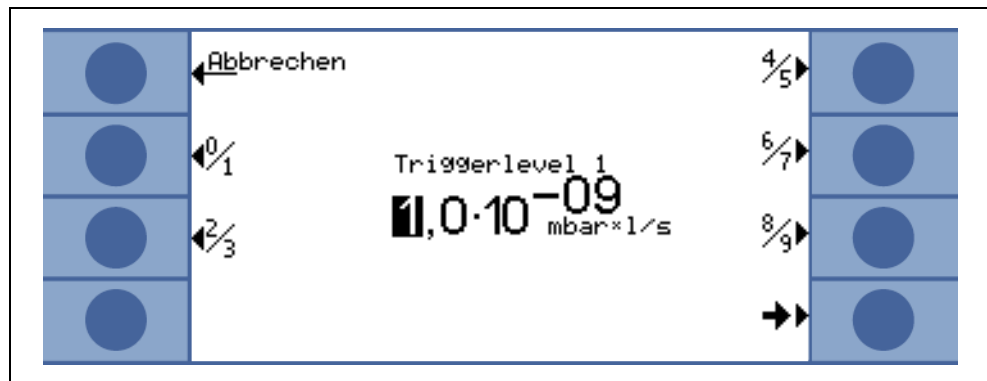 Abbrechen
0/1
2/3
Triggerlevel 1
1,0·10⁻⁰⁹
mbar×l/s
4/5
6/7
8/9